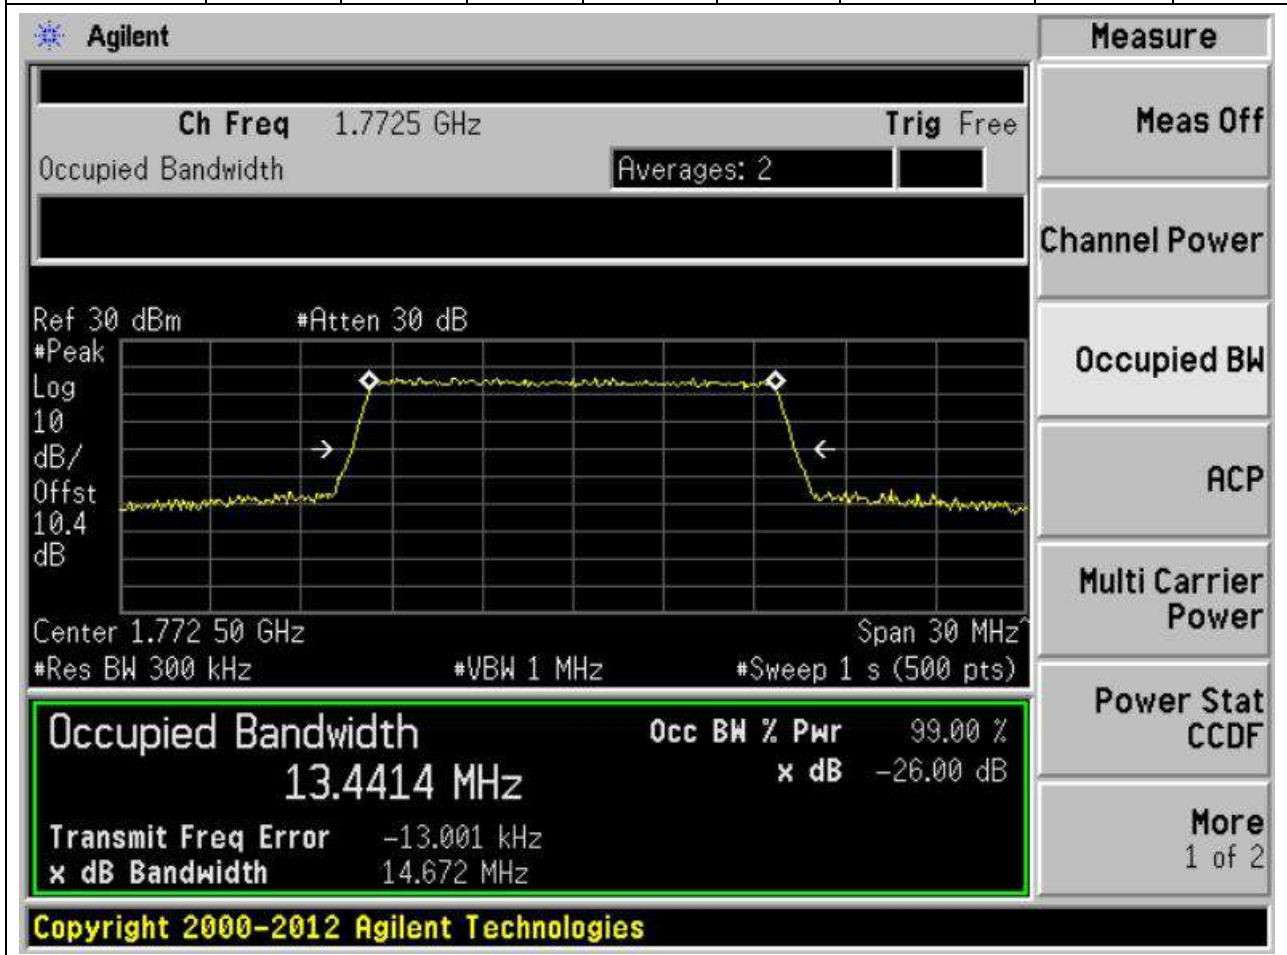 Agilent
Measure
Ch Freq 1.7725 GHz Trig Free
Occupied Bandwidth Averages: 2
Ref 30 dBm #Atten 30 dB
#Peak
Log
10
dB/
Offst
10.4
dB
Center 1.772 50 GHz Span 30 MHz^
#Res BW 300 kHz #VBW 1 MHz #Sweep 1 s (500 pts)
Occupied Bandwidth Occ BW % Pwr 99.00 %
13.4414 MHz x dB -26.00 dB
Transmit Freq Error -13.001 kHz
x dB Bandwidth 14.672 MHz
Meas Off
Channel Power
Occupied BW
ACP
Multi Carrier
Power
Power Stat
CCDF
More
1 of 2
Copyright 2000-2012 Agilent Technologies